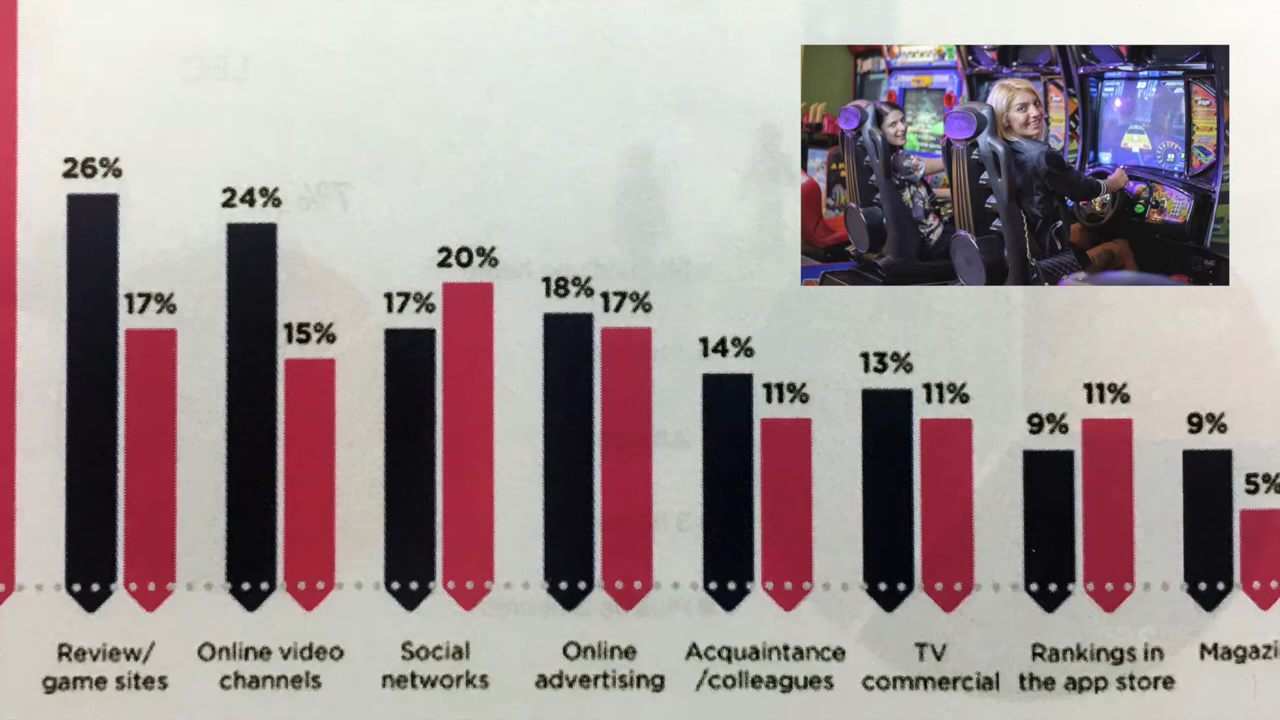 26%
17%
24%
15%
17%
20%
18%
17%
14%
11%
13%
11%
9%
11%
9%
5%
Review/
game sites
Online video
channels
Social
networks
Online
advertising
Acquaintance
/colleagues
TV
commercial
Rankings in
the app store
Magazi